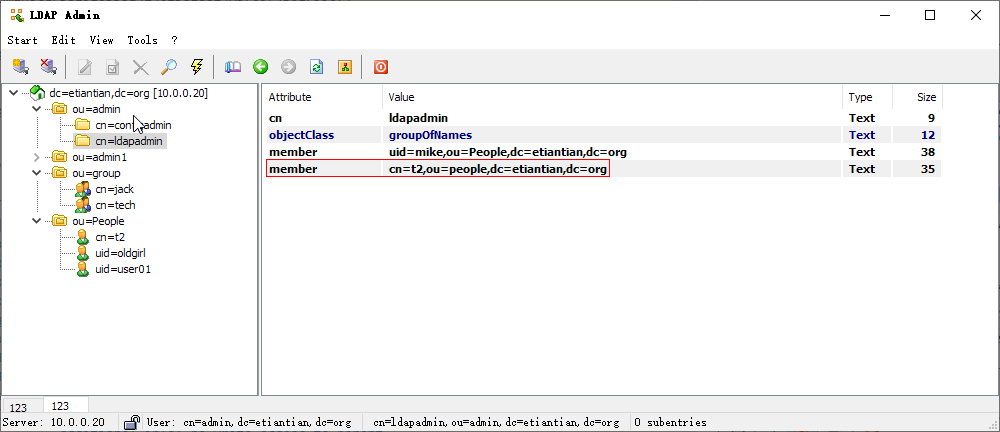 LDAP Admin
Start Edit View Tools ?
dc=etiantian,dc=org [10.0.0.20]
ou=admin
cn=ldapadmin
ou=admin1
ou=group
cn=jack
cn=tech
ou=People
cn=t2
uid=oldgirl
uid=user01
Attribute Value Type Size
cn ldapadmin Text 9
objectClass groupOfNames Text 12
member uid=mike,ou=People,dc=etiantian,dc=org Text 38
member cn=t2,ou=people,dc=etiantian,dc=org Text 35
123 123
Server: 10.0.0.20 User: cn=admin,dc=etiantian,dc=org cn=ldapadmin,ou=admin,dc=etiantian,dc=org 0 subentries